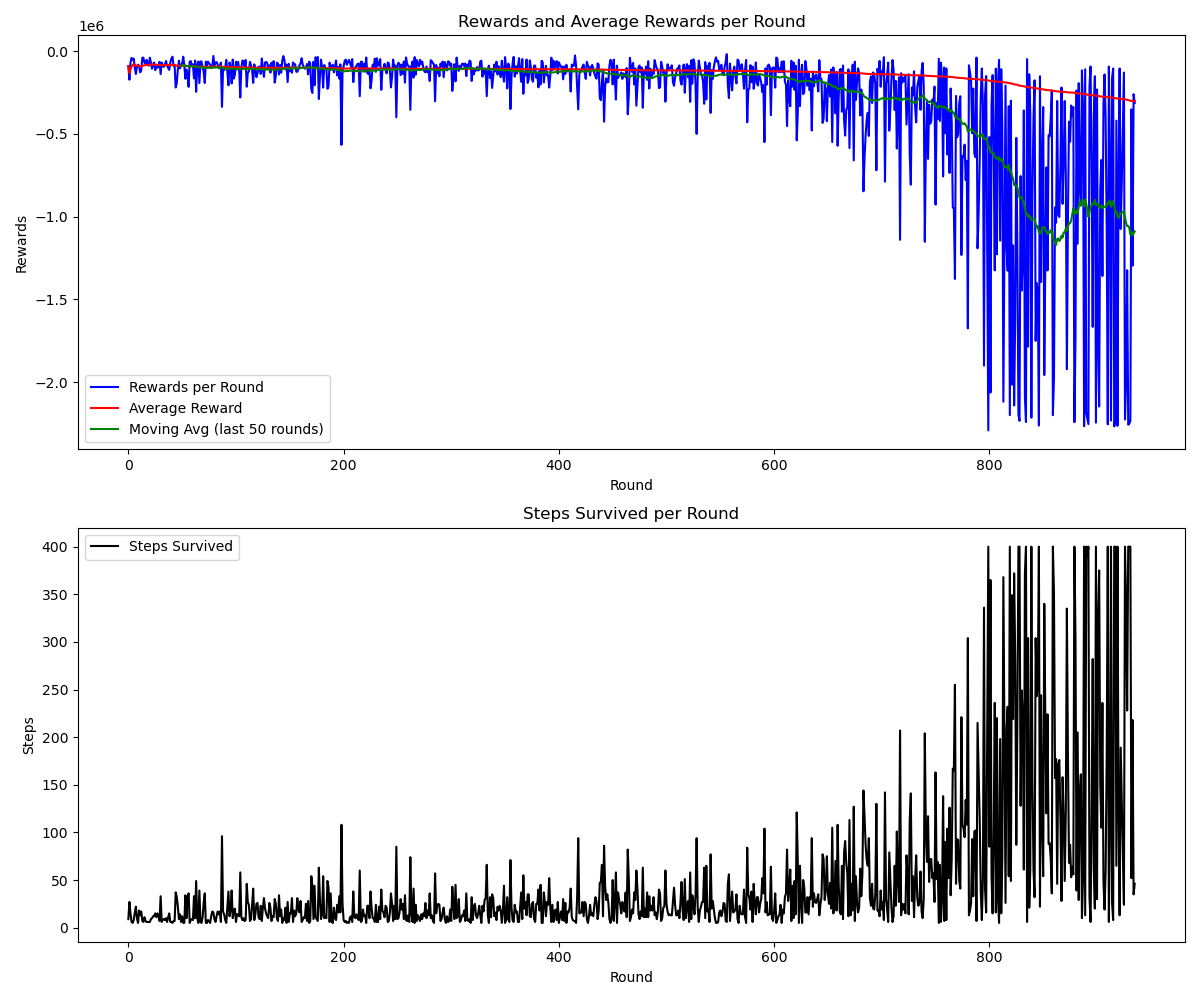 Rewards and Average Rewards per Round
1e6
0.0
−0.5
−1.0
−1.5
−2.0
Rewards
Rewards per Round
Average Reward
Moving Avg (last 50 rounds)
0 200 400 600 800
Round
Steps Survived per Round
400
350
300
250
200
150
100
50
0
Steps
Steps Survived
0 200 400 600 800
Round